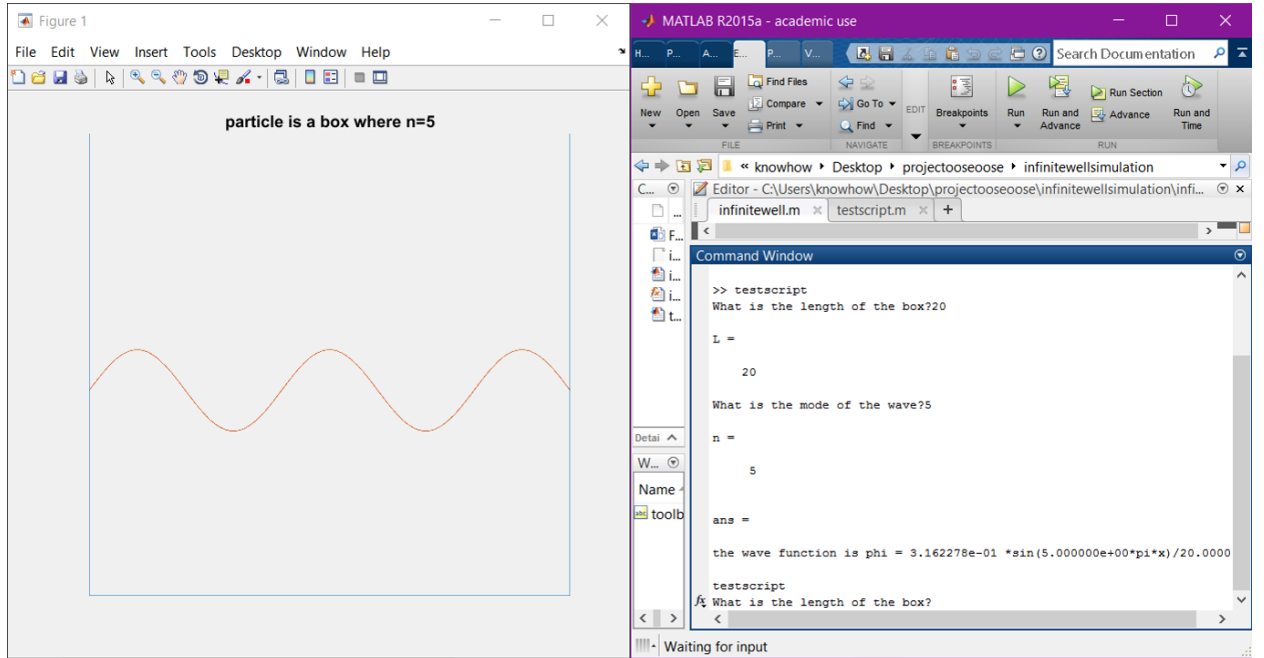 Figure 1
File Edit View Insert Tools Desktop Window Help
particle is a box where n=5
MATLAB R2015a - academic use
H... P... A... E... P... V...
Search Documentation
New Open Save
Find Files
Compare
Print
Go To
Find
EDIT
Breakpoints
Run
Run and Advance
Run Section
Advance
Run and Time
FILE NAVIGATE BREAKPOINTS RUN
« knowhow Desktop projectooseoose infinitewellsimulation
C...
Editor - C:\Users\knowhow\Desktop\projectooseoose\infinitewellsimulation\infi...
infinitewell.m testscript.m +
...
F...
i...
i...
i...
t...
Detai
W...
Name
toolb
Command Window
>> testscript
What is the length of the box?20
L =
20
What is the mode of the wave?5
n =
5
ans =
the wave function is phi = 3.162278e-01 *sin(5.000000e+00*pi*x)/20.0000
testscript
fx What is the length of the box?
Waiting for input